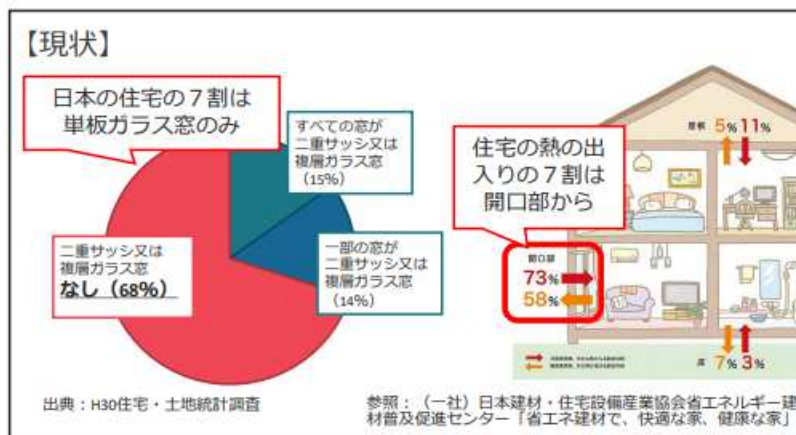 【現状】
日本の住宅の７割は
単板ガラス窓のみ
すべての窓が
二重サッシ又は
複層ガラス窓
（15%）
二重サッシ又は
複層ガラス窓
なし（68%）
一部の窓が
二重サッシ又は
複層ガラス窓
（14%）
出典：H30住宅・土地統計調査
住宅の熱の出
入りの７割は
開口部から
屋根 5% 11%
開口部
73%
58%
床 7% 3%
参照：（一社）日本建材・住宅設備産業協会省エネルギー建
材普及促進センター「省エネ建材で、快適な家、健康な家」